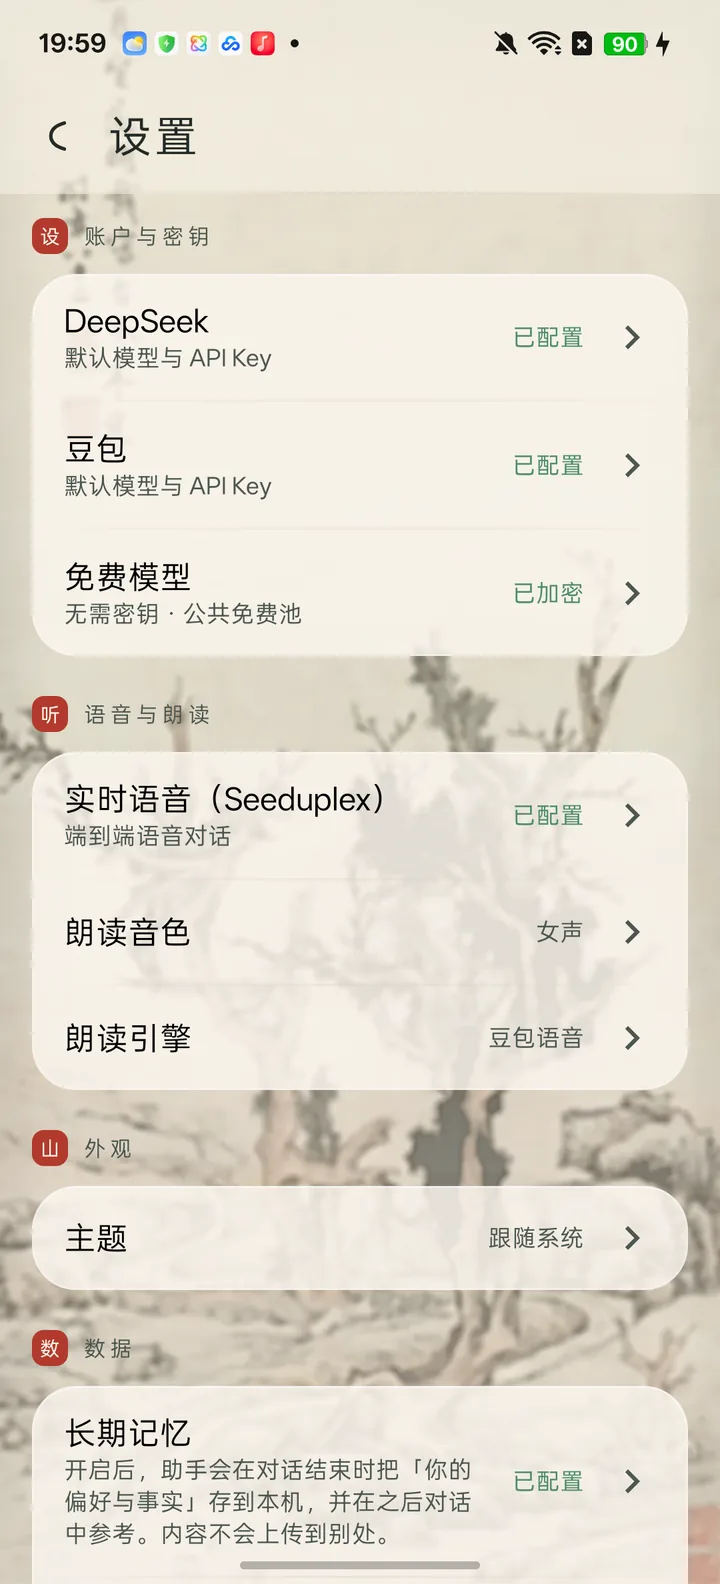 19:59
90
设置
设 账户与密钥
DeepSeek
默认模型与 API Key
已配置
豆包
默认模型与 API Key
已配置
免费模型
无需密钥 · 公共免费池
已加密
听 语音与朗读
实时语音（Seeduplex）
端到端语音对话
已配置
朗读音色
女声
朗读引擎
豆包语音
山 外观
主题
跟随系统
数 数据
长期记忆
开启后，助手会在对话结束时把「你的
偏好与事实」存到本机，并在之后对话
中参考。内容不会上传到别处。
已配置